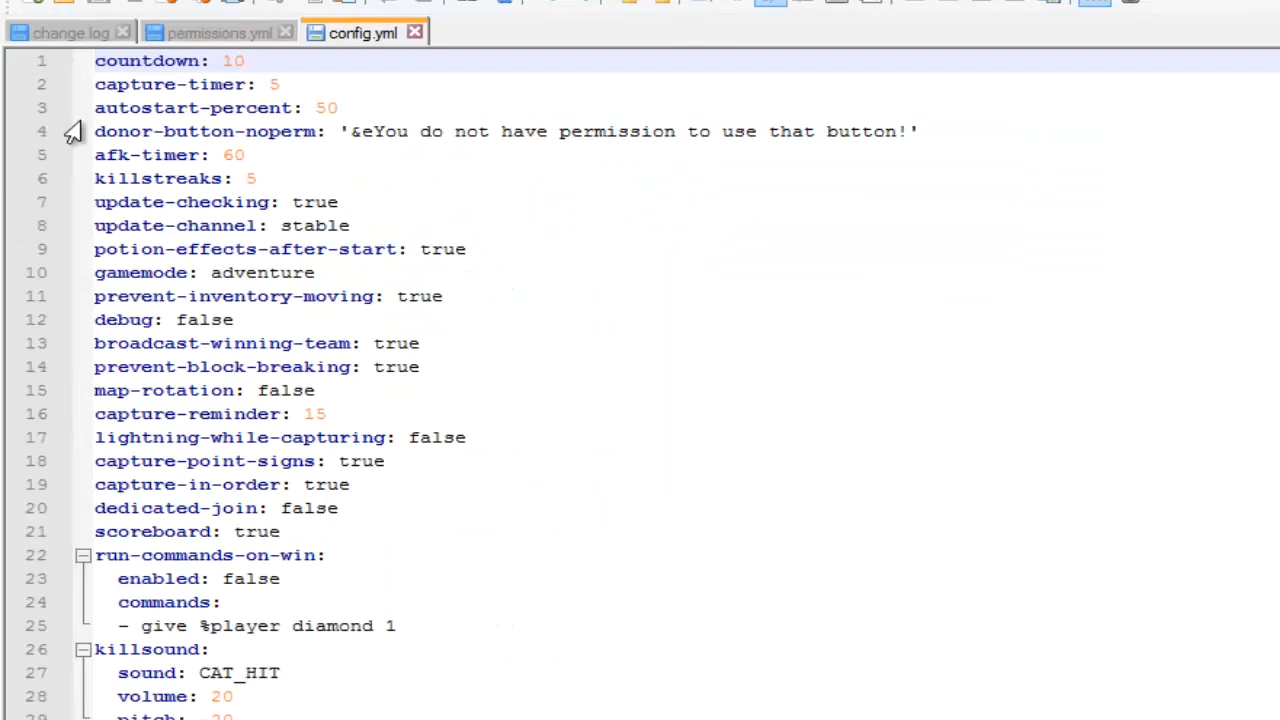 change.log
permissions.yml
config.yml
1 countdown: 10
2 capture-timer: 5
3 autostart-percent: 50
4 donor-button-noperm: '&eYou do not have permission to use that button!'
5 afk-timer: 60
6 killstreaks: 5
7 update-checking: true
8 update-channel: stable
9 potion-effects-after-start: true
10 gamemode: adventure
11 prevent-inventory-moving: true
12 debug: false
13 broadcast-winning-team: true
14 prevent-block-breaking: true
15 map-rotation: false
16 capture-reminder: 15
17 lightning-while-capturing: false
18 capture-point-signs: true
19 capture-in-order: true
20 dedicated-join: false
21 scoreboard: true
22 run-commands-on-win:
23 enabled: false
24 commands:
25 - give %player diamond 1
26 killsound:
27 sound: CAT_HIT
28 volume: 20
29 pitch: -20